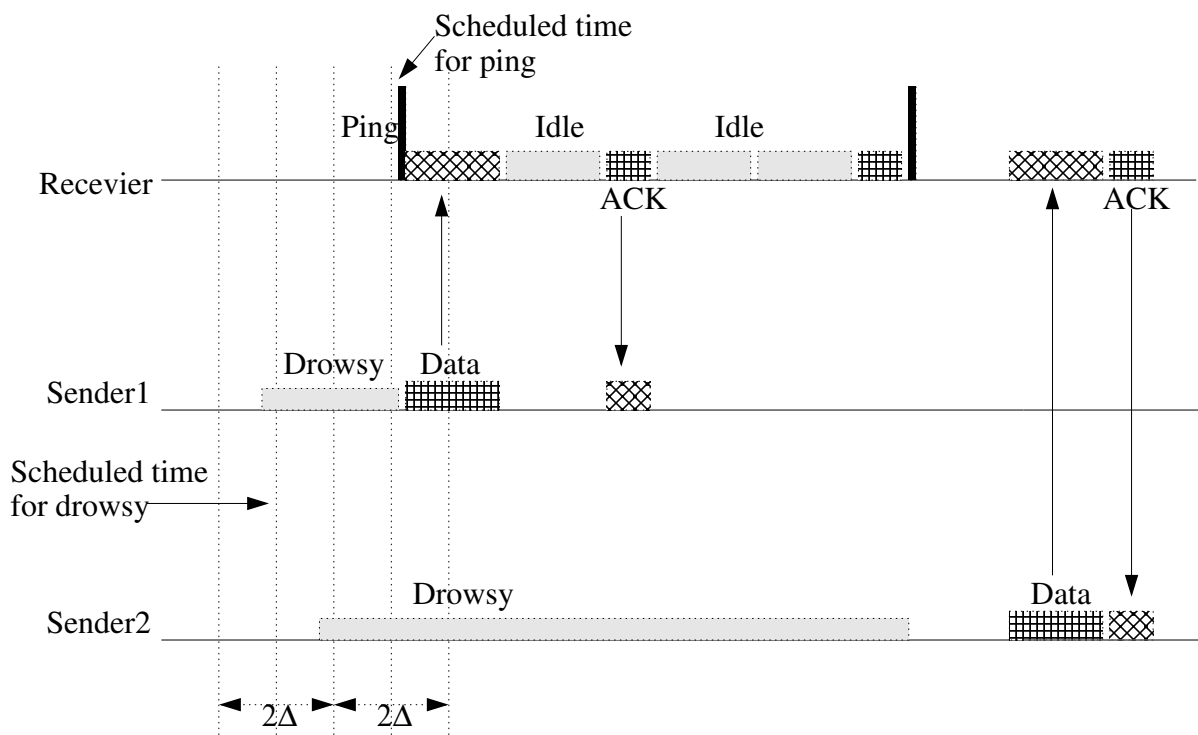 Scheduled time
for ping
Ping
Idle
Idle
Recevier
ACK
ACK
Drowsy
Data
Sender1
Scheduled time
for drowsy
Drowsy
Data
Sender2
2Δ
2Δ